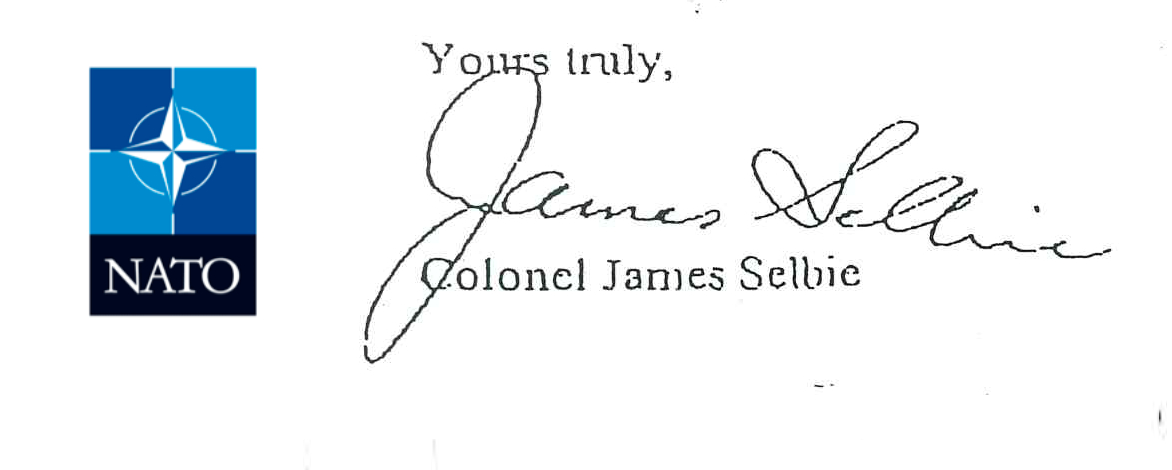 NATO
Yours truly,
James Selbie
Colonel James Selbie